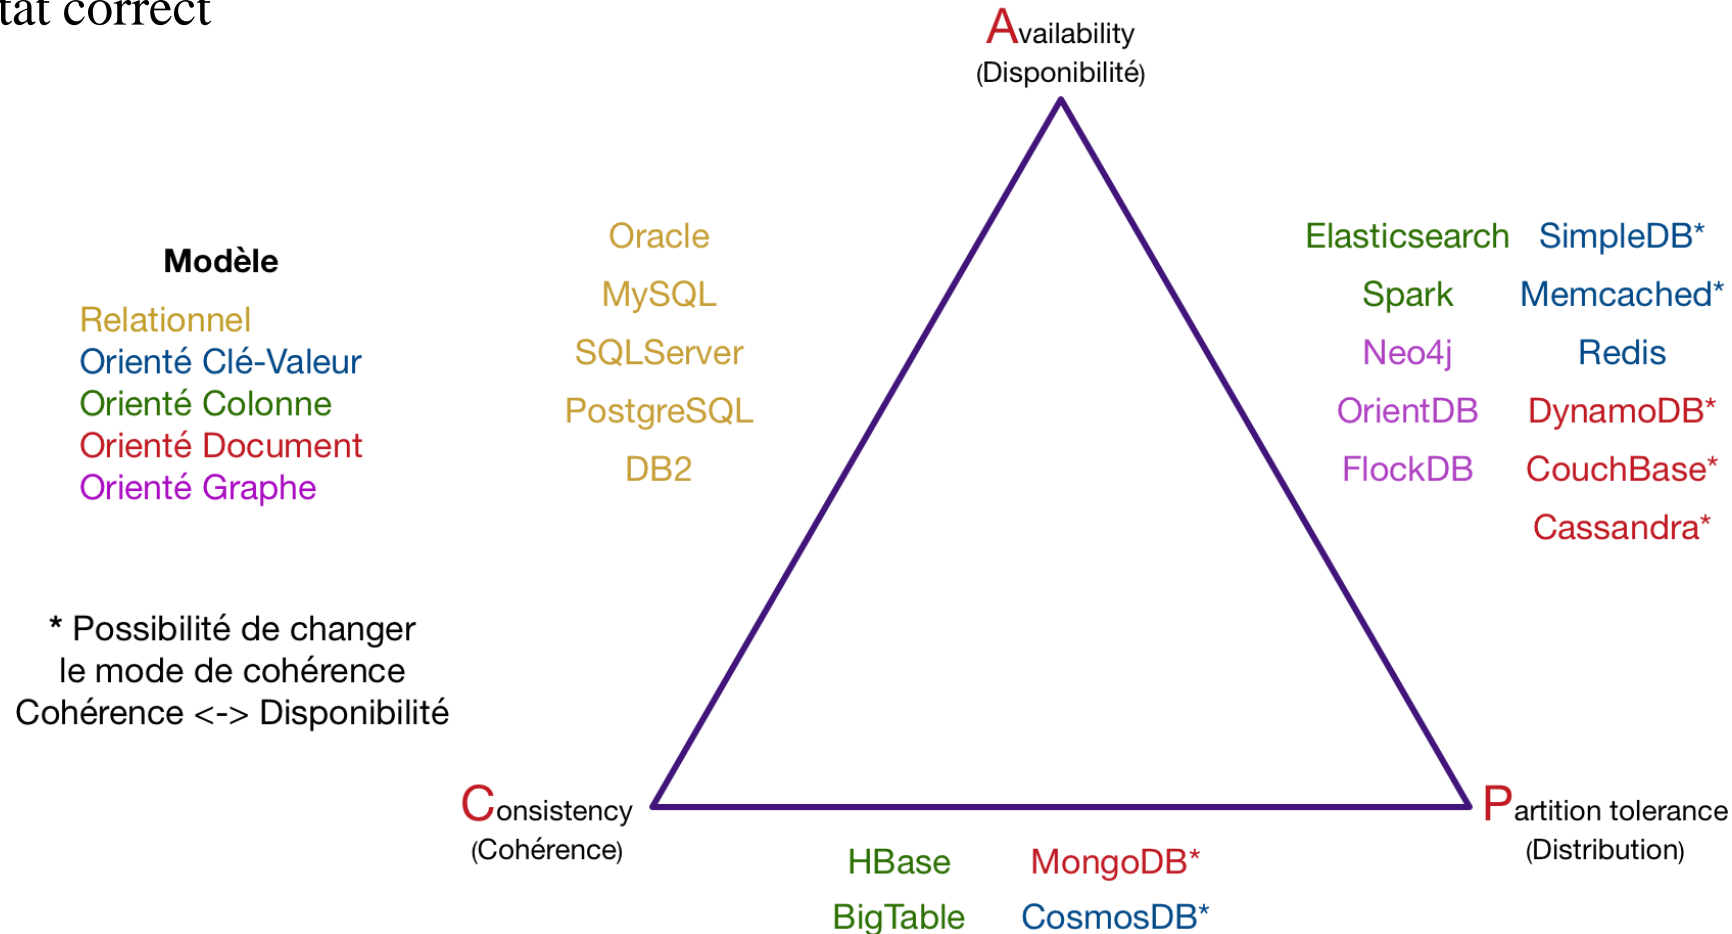 tat correct
Availability
(Disponibilité)
Modèle
Relationnel
Orienté Clé-Valeur
Orienté Colonne
Orienté Document
Orienté Graphe
* Possibilité de changer
le mode de cohérence
Cohérence <-> Disponibilité
Oracle
MySQL
SQLServer
PostgreSQL
DB2
Elasticsearch SimpleDB*
Spark Memcached*
Neo4j Redis
OrientDB DynamoDB*
FlockDB CouchBase*
Cassandra*
Consistency
(Cohérence)
Partition tolerance
(Distribution)
HBase MongoDB*
BigTable CosmosDB*